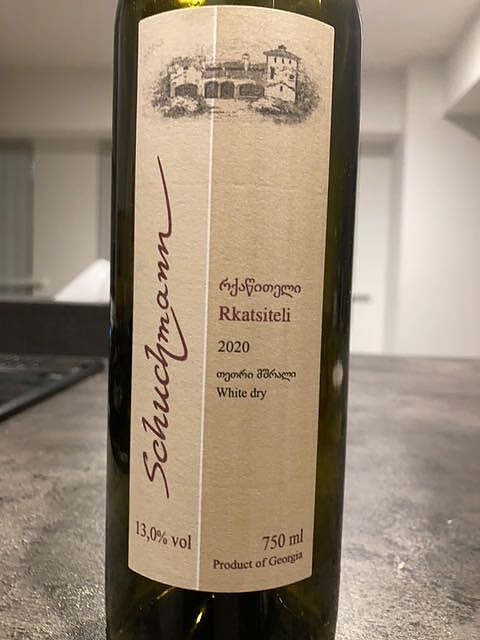 Schuchmann
რქაწითელი
Rkatsiteli
2020
თეთრი მშრალი
White dry
13,0% vol
750 ml
Product of Georgia